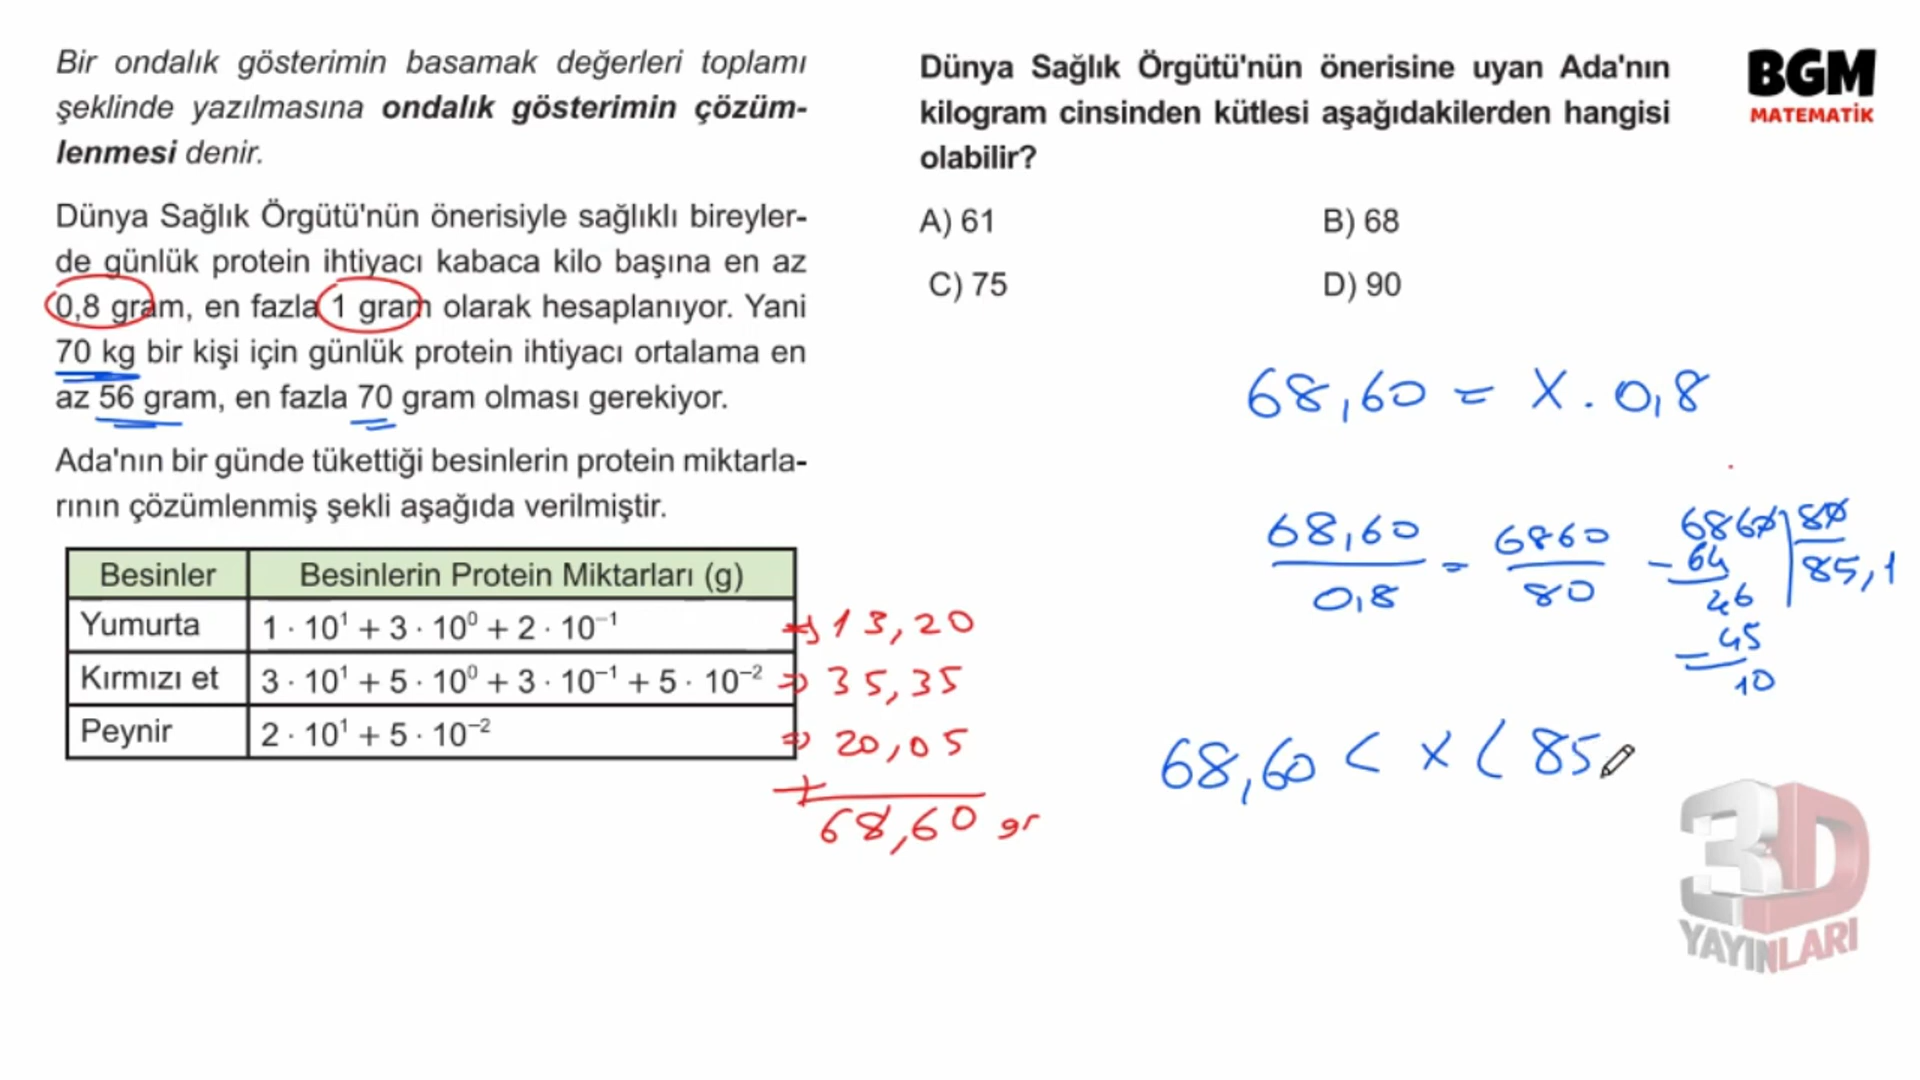 Bir ondalık gösterimin basamak değerleri toplamı
şeklinde yazılmasına ondalık gösterimin çözüm-
lenmesi denir.
Dünya Sağlık Örgütü'nün önerisiyle sağlıklı bireyler-
de günlük protein ihtiyacı kabaca kilo başına en az
0,8 gram, en fazla 1 gram olarak hesaplanıyor. Yani
70 kg bir kişi için günlük protein ihtiyacı ortalama en
az 56 gram, en fazla 70 gram olması gerekiyor.
Ada'nın bir günde tükettiği besinlerin protein miktarla-
rının çözümlenmiş şekli aşağıda verilmiştir.
Besinler Besinlerin Protein Miktarları (g)
Yumurta 1 · 10¹ + 3 · 10⁰ + 2 · 10⁻¹ ⇒ 13,20
Kırmızı et 3 · 10¹ + 5 · 10⁰ + 3 · 10⁻¹ + 5 · 10⁻² ⇒ 35,35
Peynir 2 · 10¹ + 5 · 10⁻² ⇒ 20,05
+
68,60 gr
Dünya Sağlık Örgütü'nün önerisine uyan Ada'nın
kilogram cinsinden kütlesi aşağıdakilerden hangisi
olabilir?
A) 61 B) 68
C) 75 D) 90
68,60 = X . 0,8
68,60 / 0,8 = 6860 / 80
6860 | 80
- 64 | 85,1
46
- 45
10
68,60 < x < 85
BGM
MATEMATİK
3D
YAYINLARI